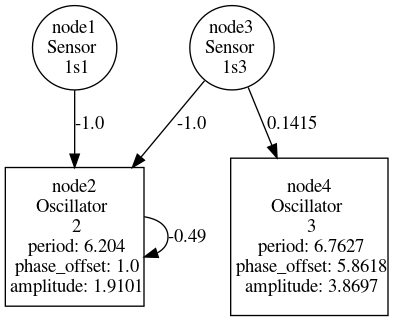 node1
Sensor
1s1
node3
Sensor
1s3
-1.0
-1.0
0.1415
node2
Oscillator
2
period: 6.204
phase_offset: 1.0
amplitude: 1.9101
-0.49
node4
Oscillator
3
period: 6.7627
phase_offset: 5.8618
amplitude: 3.8697